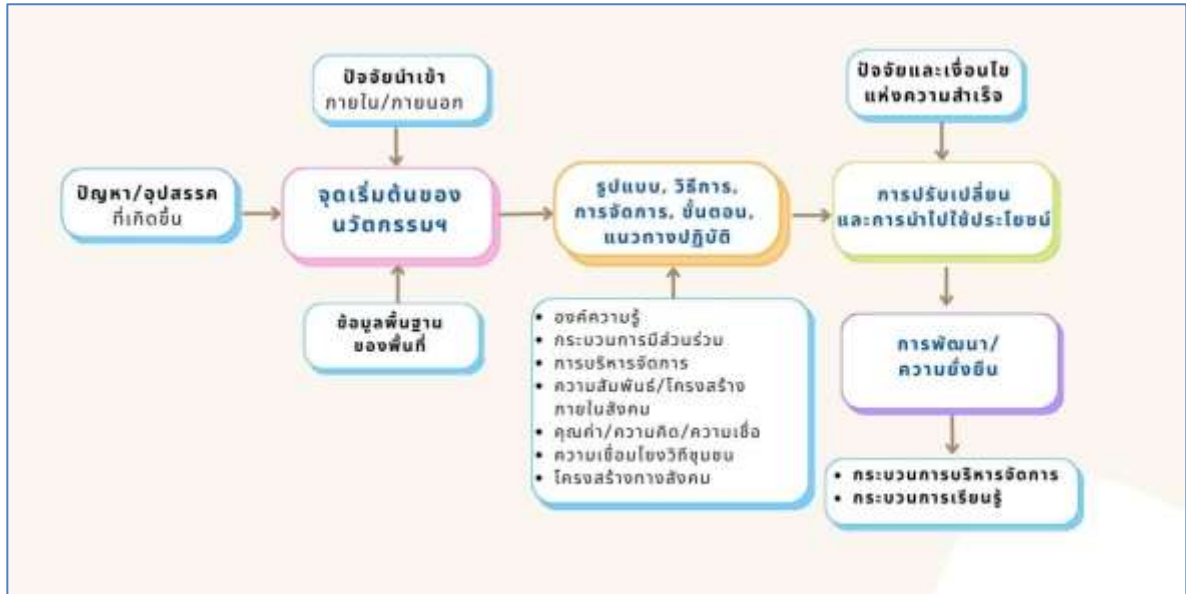 ปัจจัยนำเข้า
ภายใน/ภายนอก
ปัจจัยและเงื่อนไข
แห่งความสำเร็จ
ปัญหา/อุปสรรค
ที่เกิดขึ้น
จุดเริ่มต้นของ
นวัตกรรมฯ
รูปแบบ, วิธีการ,
การจัดการ, ขั้นตอน,
แนวทางปฏิบัติ
การปรับเปลี่ยน
และการนำไปใช้ประโยชน์
ข้อมูลพื้นฐาน
ของพื้นที่
• องค์ความรู้
• กระบวนการมีส่วนร่วม
• การบริหารจัดการ
• ความสัมพันธ์/โครงสร้าง
ภายในสังคม
• คุณค่า/ความคิด/ความเชื่อ
• ความเชื่อมโยงวิถีชุมชน
• โครงสร้างทางสังคม
การพัฒนา/
ความยั่งยืน
• กระบวนการบริหารจัดการ
• กระบวนการเรียนรู้